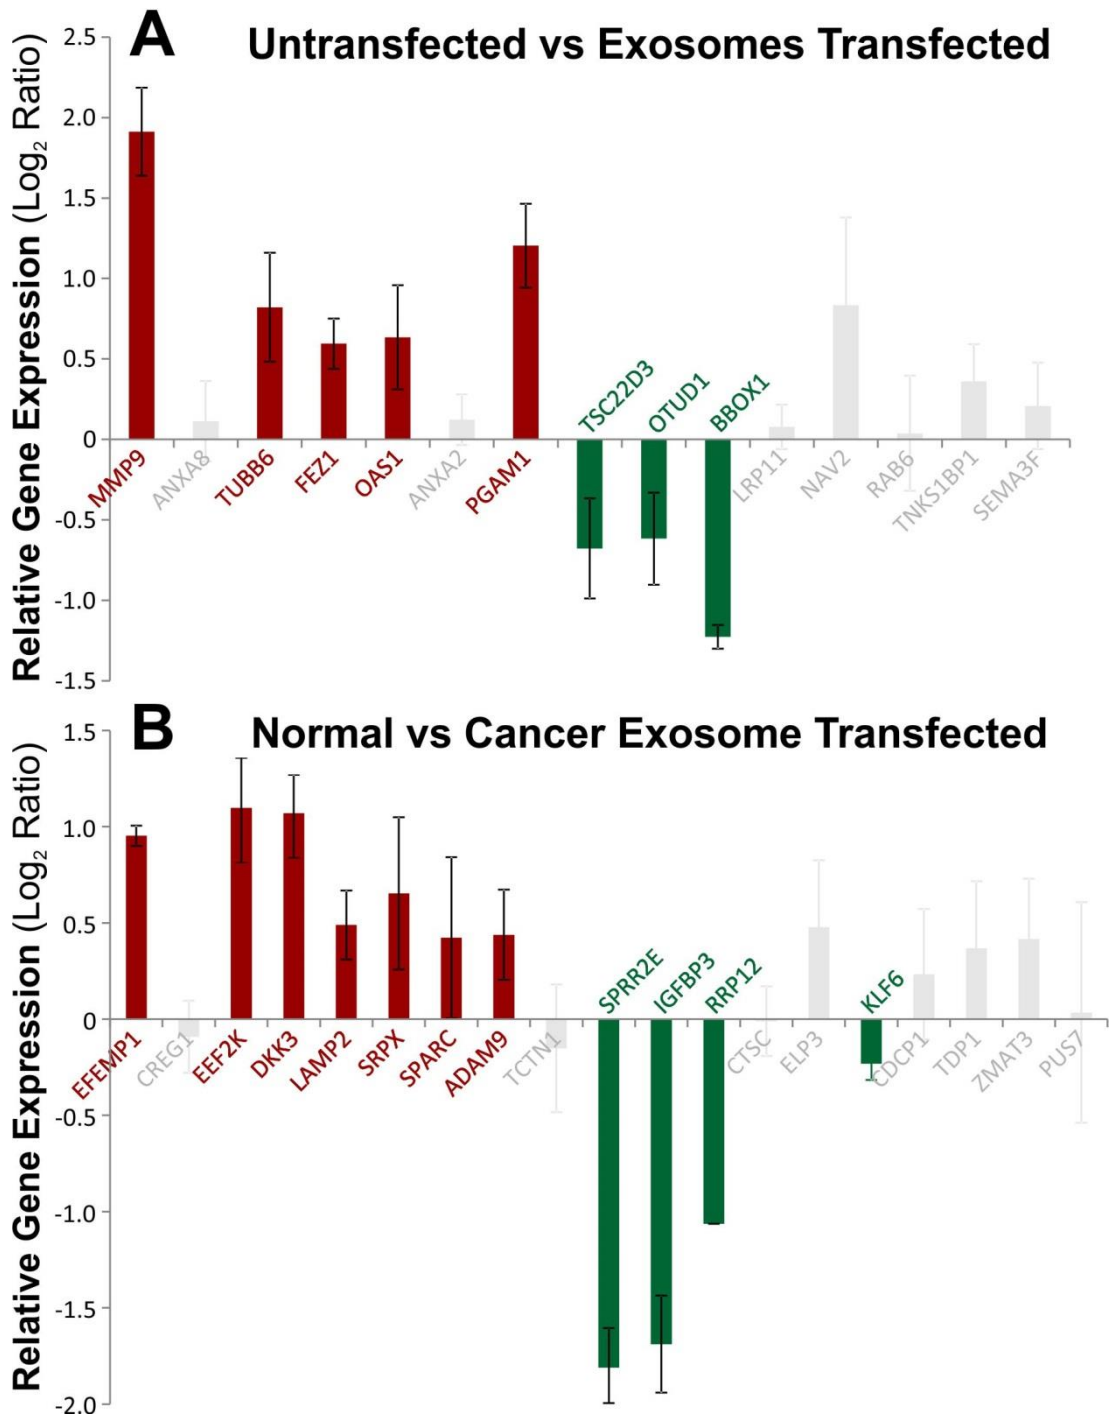 A
Untransfected vs Exosomes Transfected
Relative Gene Expression (Log₂ Ratio)
2.5
2.0
1.5
1.0
0.5
0
-0.5
-1.0
-1.5
MMP9
ANXA8
TUBB6
FEZ1
OAS1
ANXA2
PGAM1
TSC22D3
OTUD1
BBOX1
LRP11
NAV2
RAB6
TNKS1BP1
SEMA3F
B
Normal vs Cancer Exosome Transfected
Relative Gene Expression (Log₂ Ratio)
1.5
1.0
0.5
0
-0.5
-1.0
-1.5
-2.0
EFEMP1
CREG1
EEF2K
DKK3
LAMP2
SRPX
SPARC
ADAM9
TCTN1
SPRR2E
IGFBP3
RRP12
CTSC
ELP3
KLF6
CDCP1
TDP1
ZMAT3
PUS7